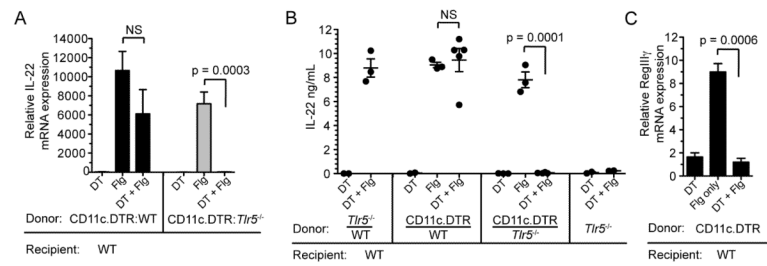 A
Relative IL-22
mRNA expression
14000
12000
10000
8000
6000
4000
2000
0
NS
p = 0.0003
DT
Flg
DT + Flg
DT
Flg
DT + Flg
Donor: CD11c.DTR:WT CD11c.DTR:Tlr5-/-
Recipient: WT
B
IL-22 ng/mL
12
10
8
6
4
2
0
NS
p = 0.0001
DT
DT + Flg
DT
Flg
DT + Flg
DT
Flg
DT + Flg
DT
DT + Flg
Donor: Tlr5-/- CD11c.DTR CD11c.DTR Tlr5-/-
WT WT Tlr5-/-
Recipient: WT
C
Relative RegIIIγ
mRNA expression
12
10
8
6
4
2
0
p = 0.0006
DT
Flg only
DT + Flg
Donor: CD11c.DTR
Recipient: WT